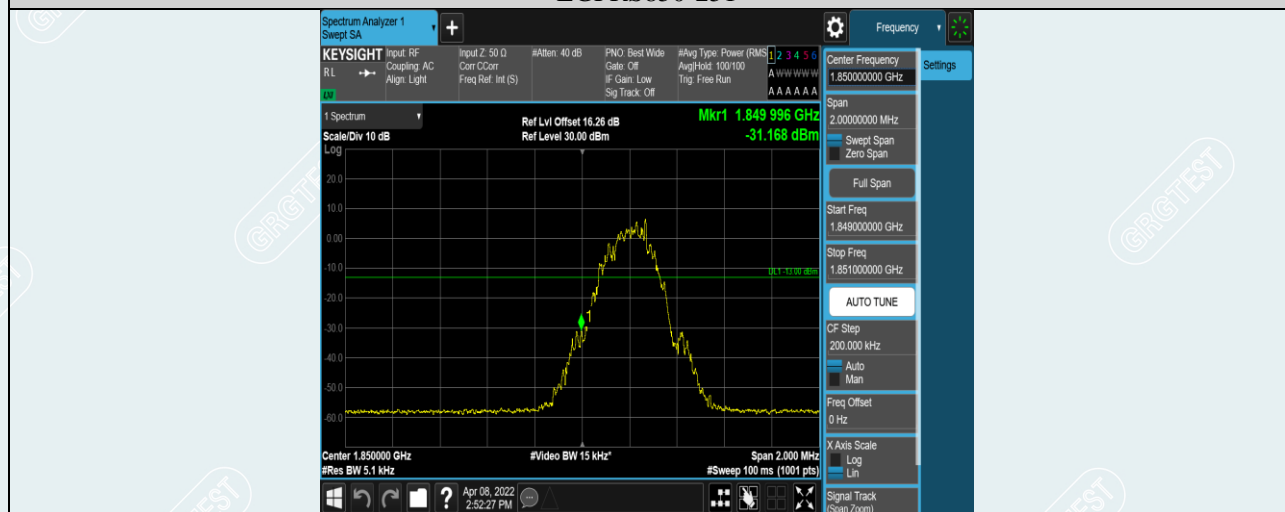 Spectrum Analyzer 1
Swept SA
Frequency
KEYSIGHT
RL
LNI
Input: RF
Coupling: AC
Align: Light
Input Z: 50 Ω
Corr CCorr
Freq Ref: Int (S)
#Atten: 40 dB
PNO: Best Wide
Gate: Off
IF Gain: Low
Sig Track: Off
#Avg Type: Power (RMS
Avg|Hold: 100/100
Trig: Free Run
1 2 3 4 5 6
A W W W W W
A A A A A A
1 Spectrum
Scale/Div 10 dB
Log
Ref Lvl Offset 16.26 dB
Ref Level 30.00 dBm
Mkr1 1.849 996 GHz
-31.168 dBm
20.0
10.0
0.00
-10.0
DL1 -13.00 dBm
-20.0
-30.0
-40.0
-50.0
-60.0
Center 1.850000 GHz
#Res BW 5.1 kHz
#Video BW 15 kHz*
Span 2.000 MHz
#Sweep 100 ms (1001 pts)
?
Apr 08, 2022
2:52:27 PM
Center Frequency
1.850000000 GHz
Settings
Span
2.00000000 MHz
Swept Span
Zero Span
Full Span
Start Freq
1.849000000 GHz
Stop Freq
1.851000000 GHz
AUTO TUNE
CF Step
200.000 kHz
Auto
Man
Freq Offset
0 Hz
X Axis Scale
Log
Lin
Signal Track
(Span Zoom)
GRGTEST
GRGTEST
GRGTEST